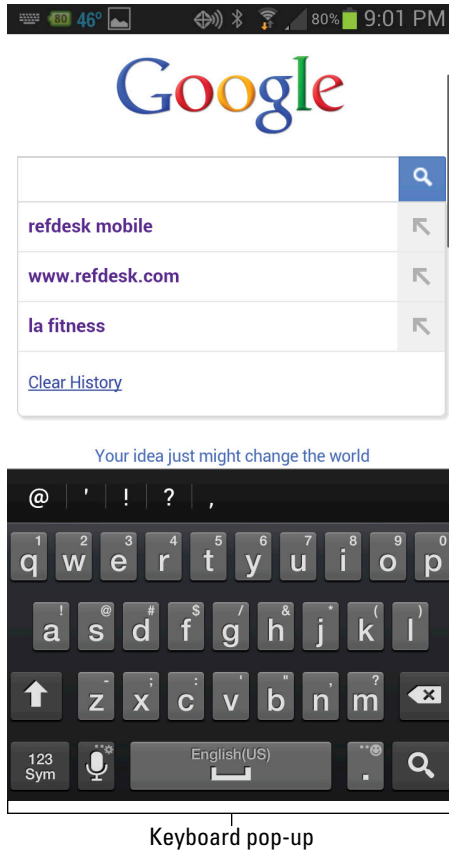 80 46° 80% 9:01 PM
Google
refdesk mobile
www.refdesk.com
la fitness
Clear History
Your idea just might change the world
@ ' ! ? ,
1 2 3 4 5 6 7 8 9 0
q w e r t y u i o p
! @ # $ / & * ( )
a s d f g h j k l
- ; : ' " , ?
z x c v b n m
123 English(US)
Sym .
Keyboard pop-up